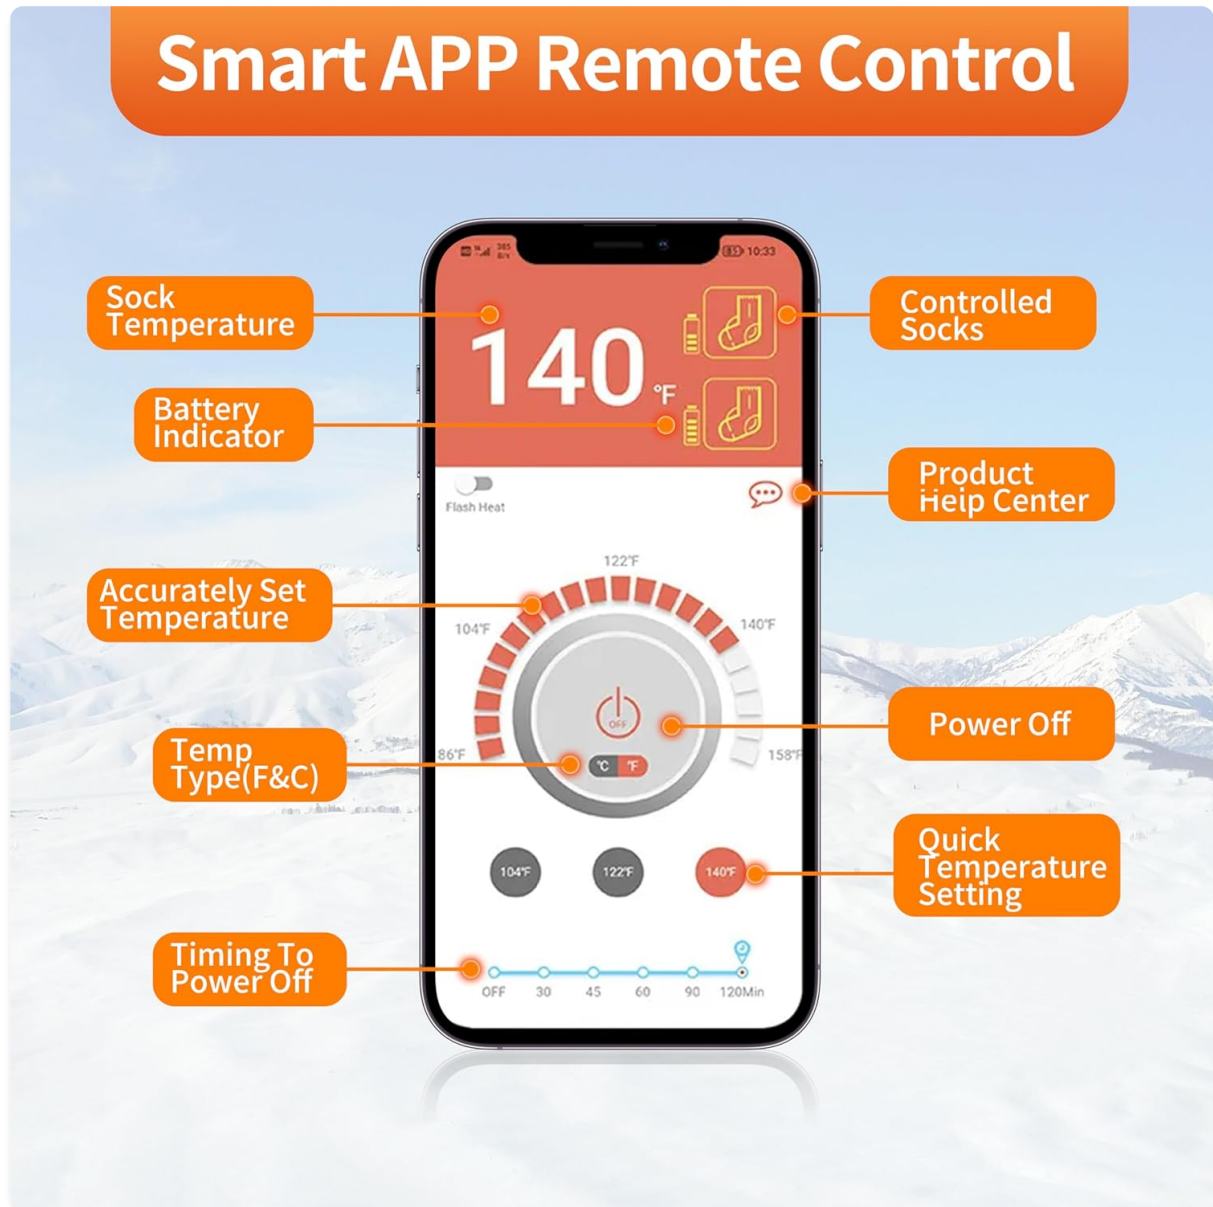 Smart APP Remote Control
10:33
Sock
Temperature
Controlled
Socks
140 °F
Battery
Indicator
Product
Help Center
Flash Heat
122°F
Accurately Set
Temperature
104°F
140°F
OFF
Power Off
Temp
Type(F&C)
86°F
158°F
°C °F
Quick
Temperature
Setting
104°F
122°F
140°F
Timing To
Power Off
OFF 30 45 60 90 120Min